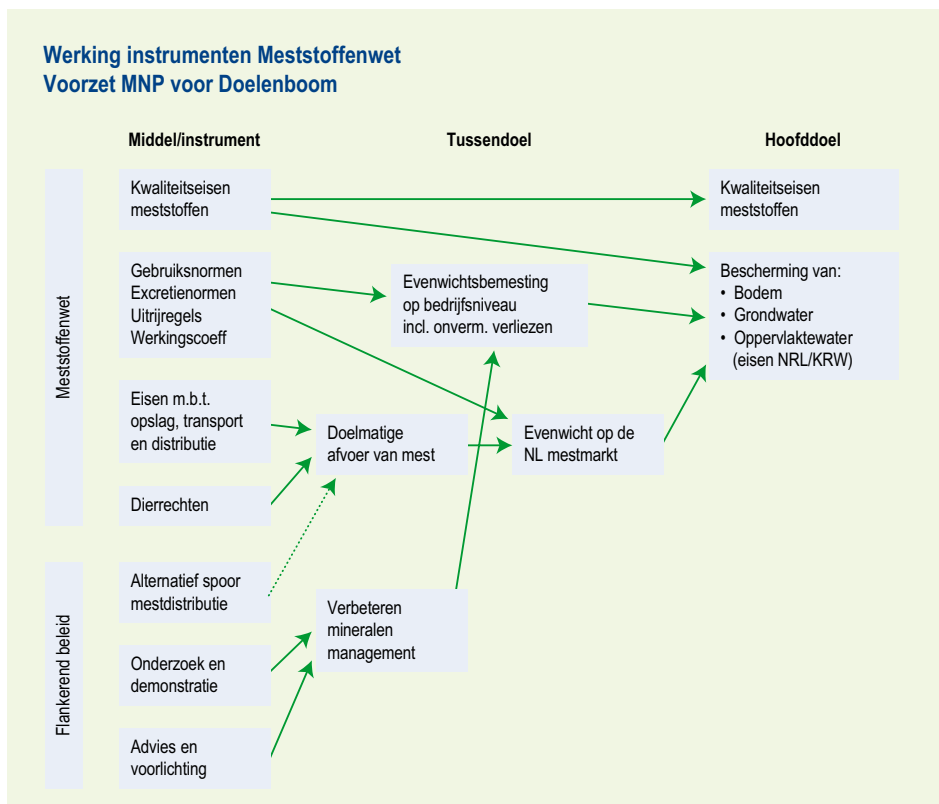 Werking instrumenten Meststoffenwet
Voorzet MNP voor Doelenboom
Middel/instrument
Tussendoel
Hoofddoel
Meststoffenwet
Kwaliteitseisen
meststoffen
Kwaliteitseisen
meststoffen
Gebruiksnormen
Excretienormen
Uitrijregels
Werkingscoeff
Evenwichtsbemesting
op bedrijfsniveau
incl. onverm. verliezen
Bescherming van:
• Bodem
• Grondwater
• Oppervlaktewater
(eisen NRL/KRW)
Eisen m.b.t.
opslag, transport
en distributie
Doelmatige
afvoer van mest
Evenwicht op de
NL mestmarkt
Dierrechten
Flankerend beleid
Alternatief spoor
mestdistributie
Verbeteren
mineralen
management
Onderzoek en
demonstratie
Advies en
voorlichting